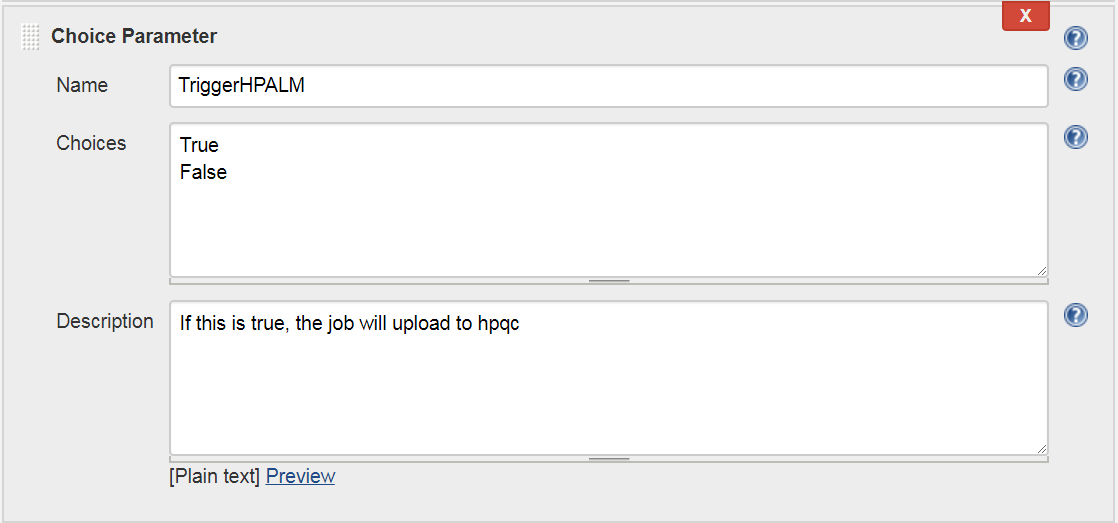 X
Choice Parameter
?
Name
TriggerHPALM
?
Choices
True
False
?
Description
If this is true, the job will upload to hpqc
?
[Plain text] Preview